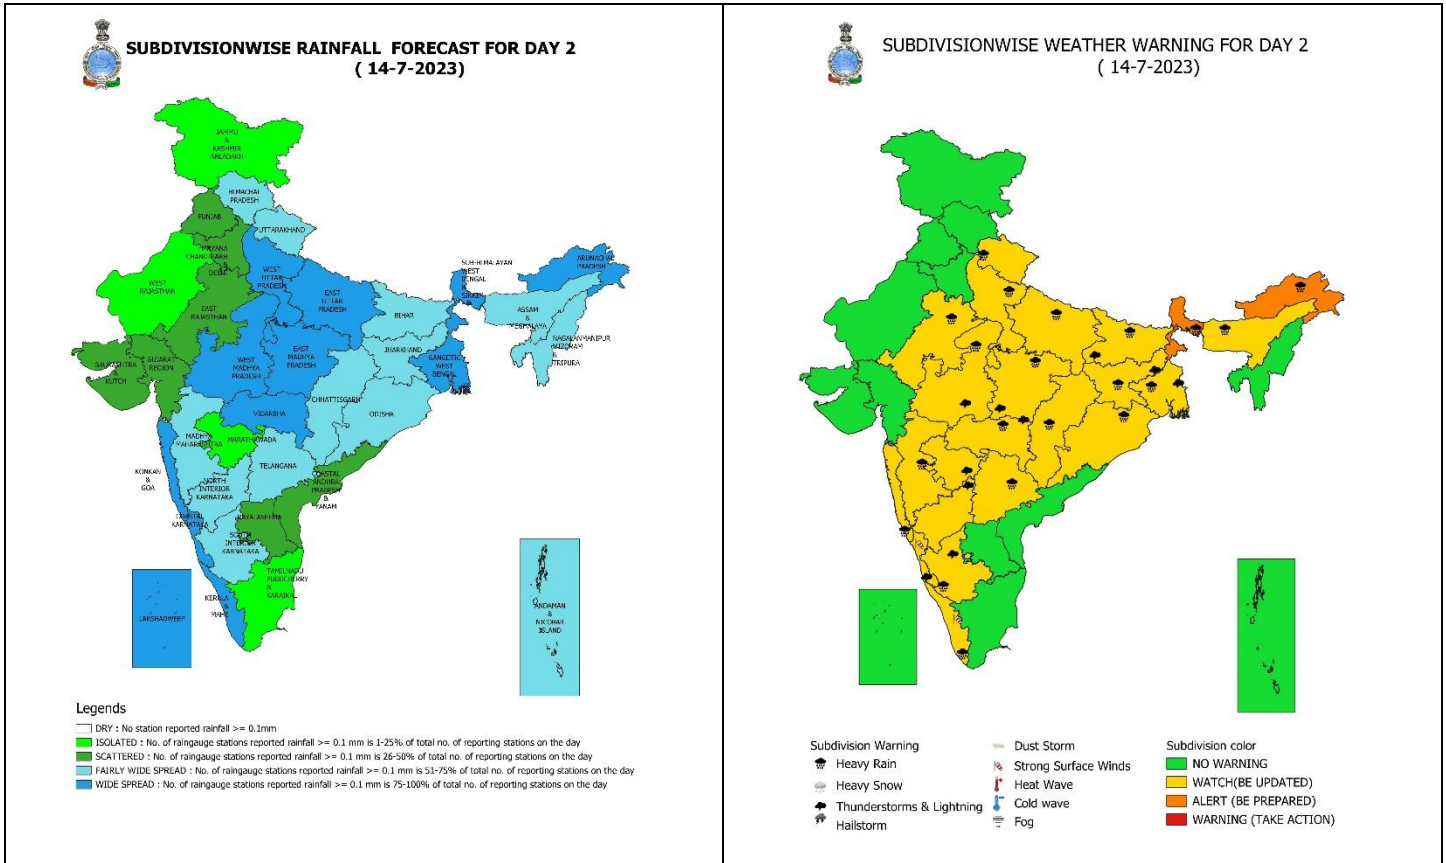 SUBDIVISIONWISE RAINFALL FORECAST FOR DAY 2
( 14-7-2023)
JAMMU
&
KASHMIR
ANLADAKH
HIMACHAL
PRADESH
PUNJAB
UTTARAKHAND
CHANDIGARH
WEST
RAJASTHAN
WEST
UTTAR
PRADESH
EAST
UTTAR
PRADESH
EAST
RAJASTHAN
SUB-HIMALAYAN
WEST
BENGAL
&
SIKKIM
ARUNACHAL
PRADESH
ASSAM
&
MEGHALAYA
NAGALANMANIPUR
MIZORAM
&
TRIPURA
BIHAR
JHARKHAND
GANGETIC
WEST
BENGAL
SAURASHTRA
&
KUTCH
GUJARAT
REGION
WEST
MADHYA
PRADESH
EAST
MADHYA
PRADESH
CHHATTISGARH
ODISHA
VIDARBHA
MADHYA
MAHARASHTRA
MARATHAWADA
TELANGANA
KONKAN
&
GOA
NORTH
INTERIOR
KARNATAKA
COASTAL
ANDHRA
PRADESH
&
YANAM
COASTAL
KARNATAKA
RAYALASEEMA
SOUTH
INTERIOR
KARNATAKA
TAMILNADU
PUDUCHERRY
&
KARAIKA
KERALA
&
MAHE
LAKSHADWEEP
ANDAMAN
&
NICOBAR
ISLAND
Legends
DRY : No station reported rainfall >= 0.1mm
ISOLATED : No. of raingauge stations reported rainfall >= 0.1 mm is 1-25% of total no. of reporting stations on the day
SCATTERED : No. of raingauge stations reported rainfall >= 0.1 mm is 26-50% of total no. of reporting stations on the day
FAIRLY WIDE SPREAD : No. of raingauge stations reported rainfall >= 0.1 mm is 51-75% of total no. of reporting stations on the day
WIDE SPREAD : No. of raingauge stations reported rainfall >= 0.1 mm is 75-100% of total no. of reporting stations on the day
SUBDIVISIONWISE WEATHER WARNING FOR DAY 2
( 14-7-2023)
Subdivision Warning
Heavy Rain
Heavy Snow
Thunderstorms & Lightning
Hailstorm
Dust Storm
Strong Surface Winds
Heat Wave
Cold wave
Fog
Subdivision color
NO WARNING
WATCH(BE UPDATED)
ALERT (BE PREPARED)
WARNING (TAKE ACTION)